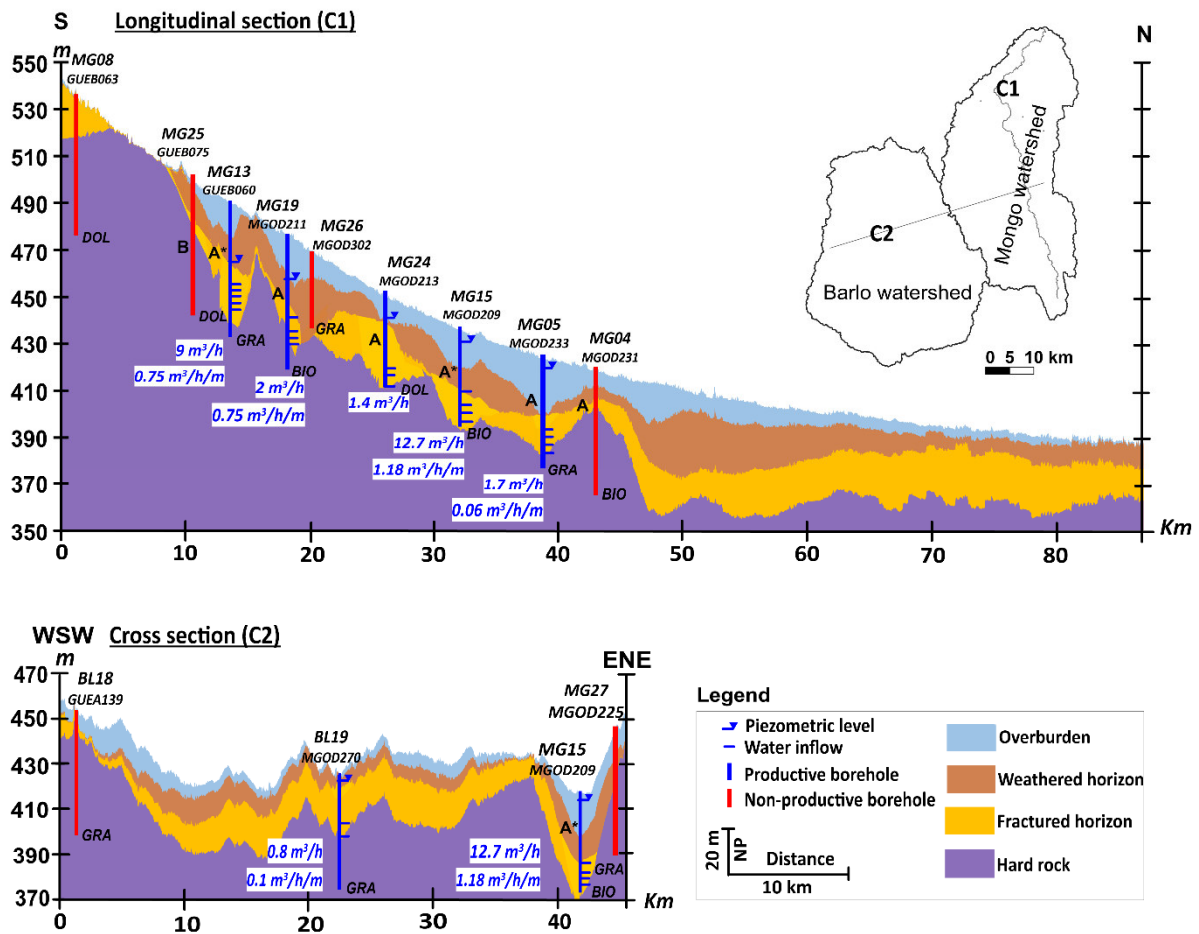 S Longitudinal section (C1) N
m
550
530
510
490
470
450
430
410
390
370
350
MG08
GUEB063
MG25
GUEB075
MG13
GUEB060
MG19
MGOD211
MG26
MGOD302
MG24
MGOD213
MG15
MGOD209
MG05
MGOD233
MG04
MGOD231
DOL
B
DOL
A*
GRA
A
BIO
GRA
A
DOL
A*
BIO
A
GRA
A
BIO
9 m³/h
0.75 m³/h/m
2 m³/h
0.75 m³/h/m
1.4 m³/h
12.7 m³/h
1.18 m³/h/m
1.7 m³/h
0.06 m³/h/m
0 10 20 30 40 50 60 70 80 Km
C1
Mongo watershed
C2
Barlo watershed
0 5 10 km
WSW Cross section (C2) ENE
m
470
450
430
410
390
370
BL18
GUEA139
BL19
MGOD270
MG15
MGOD209
MG27
MGOD225
GRA
GRA
A*
GRA
BIO
0.8 m³/h
0.1 m³/h/m
12.7 m³/h
1.18 m³/h/m
0 10 20 30 40 Km
Legend
Piezometric level
Water inflow
Productive borehole
Non-productive borehole
Overburden
Weathered horizon
Fractured horizon
Hard rock
20 m
NP
Distance
10 km